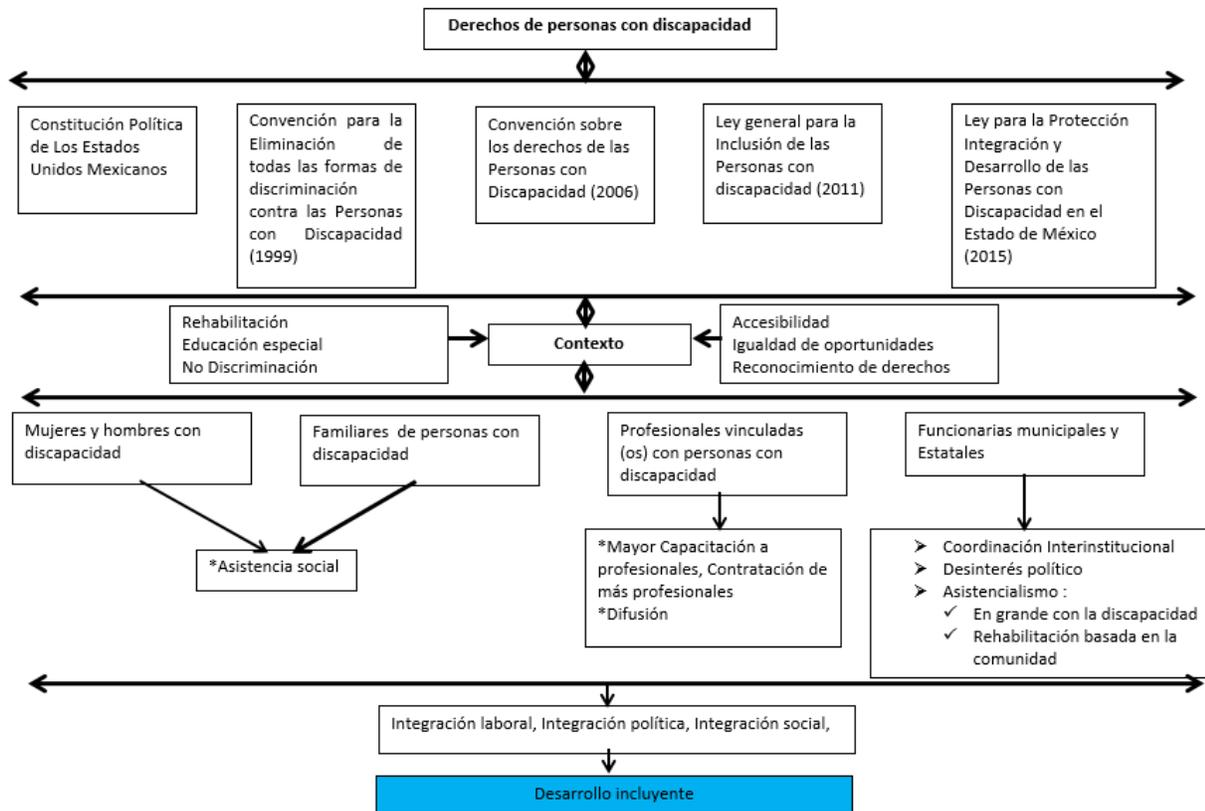 Derechos de personas con discapacidad
Constitución Política
de Los Estados
Unidos Mexicanos
Convención para la
Eliminación de
todas las formas de
discriminación
contra las Personas
con Discapacidad
(1999)
Convención sobre
los derechos de las
Personas con
Discapacidad (2006)
Ley general para la
Inclusión de las
Personas con
discapacidad (2011)
Ley para la Protección
Integración y
Desarrollo de las
Personas con
Discapacidad en el
Estado de México
(2015)
Rehabilitación
Educación especial
No Discriminación
Contexto
Accesibilidad
Igualdad de oportunidades
Reconocimiento de derechos
Mujeres y hombres con
discapacidad
Familiares de personas con
discapacidad
Profesionales vinculadas
(os) con personas con
discapacidad
Funcionarias municipales y
Estatales
*Asistencia social
*Mayor Capacitación a
profesionales, Contratación de
más profesionales
*Difusión
➢ Coordinación Interinstitucional
➢ Desinterés político
➢ Asistencialismo :
✓ En grande con la discapacidad
✓ Rehabilitación basada en la
comunidad
Integración laboral, Integración política, Integración social,
Desarrollo incluyente